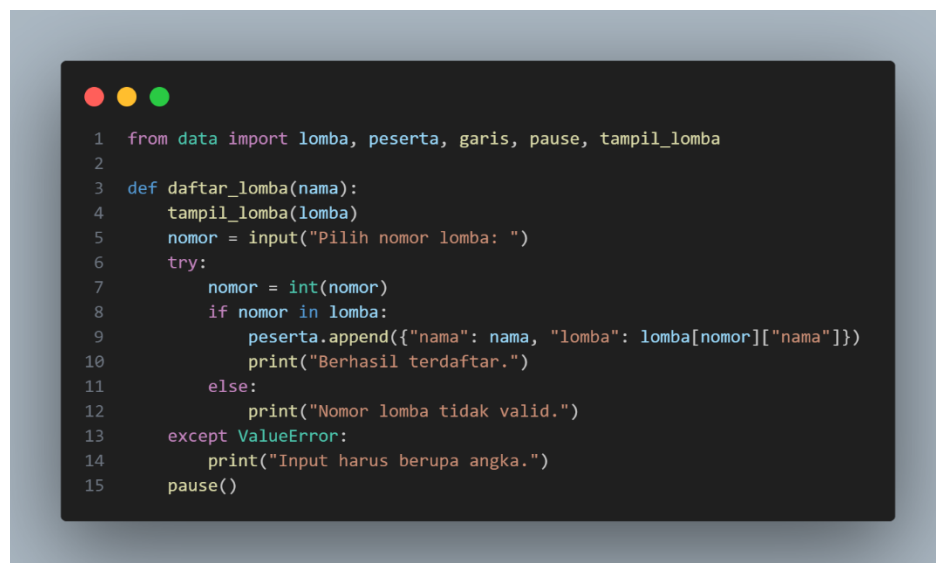 1 from data import lomba, peserta, garis, pause, tampil_lomba
2
3 def daftar_lomba(nama):
4     tampil_lomba(lomba)
5     nomor = input("Pilih nomor lomba: ")
6     try:
7         nomor = int(nomor)
8         if nomor in lomba:
9             peserta.append({"nama": nama, "lomba": lomba[nomor]["nama"]})
10             print("Berhasil terdaftar.")
11         else:
12             print("Nomor lomba tidak valid.")
13     except ValueError:
14         print("Input harus berupa angka.")
15     pause()